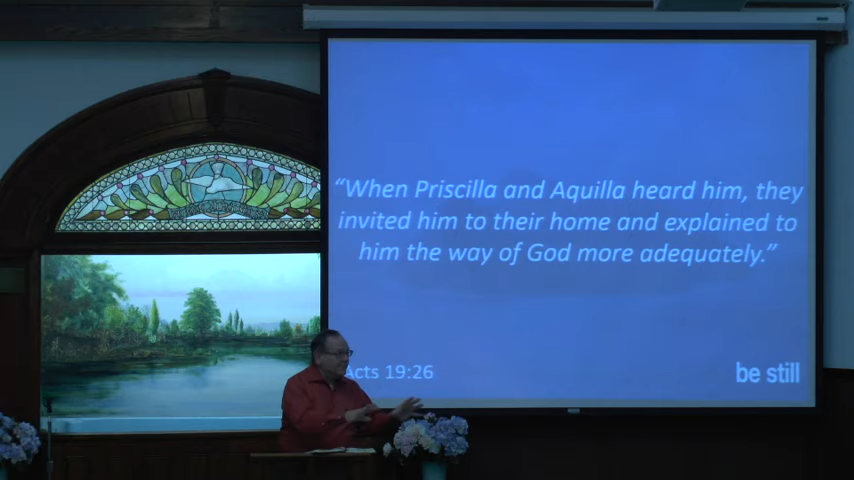 “When Priscilla and Aquilla heard him, they
invited him to their home and explained to
him the way of God more adequately.”
Acts 19:26
be still